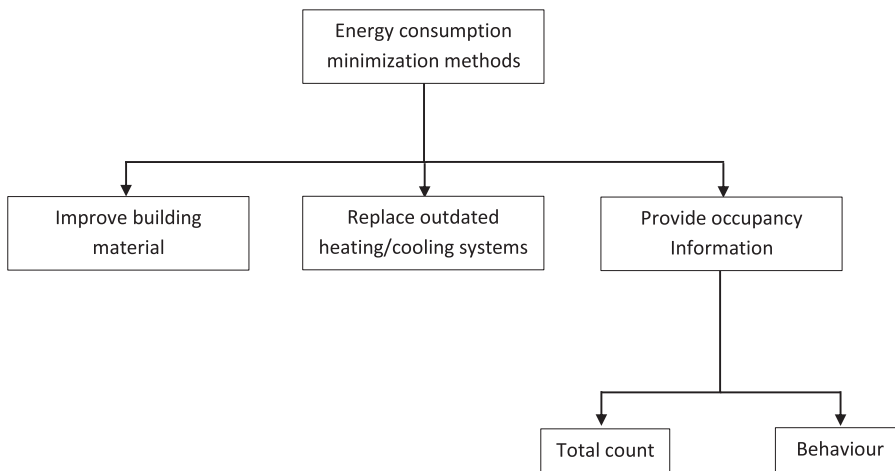 Energy consumption
minimization methods
Improve building
material
Replace outdated
heating/cooling systems
Provide occupancy
Information
Total count
Behaviour